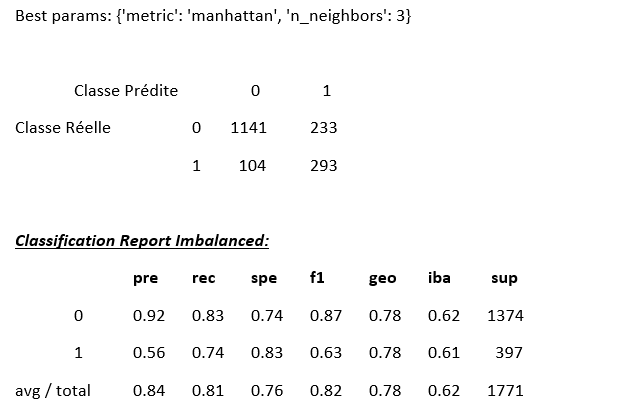 Best params: {'metric': 'manhattan', 'n_neighbors': 3}
Classe Prédite 0 1
Classe Réelle 0 1141 233
1 104 293
Classification Report Imbalanced:
pre rec spe f1 geo iba sup
0 0.92 0.83 0.74 0.87 0.78 0.62 1374
1 0.56 0.74 0.83 0.63 0.78 0.61 397
avg / total 0.84 0.81 0.76 0.82 0.78 0.62 1771